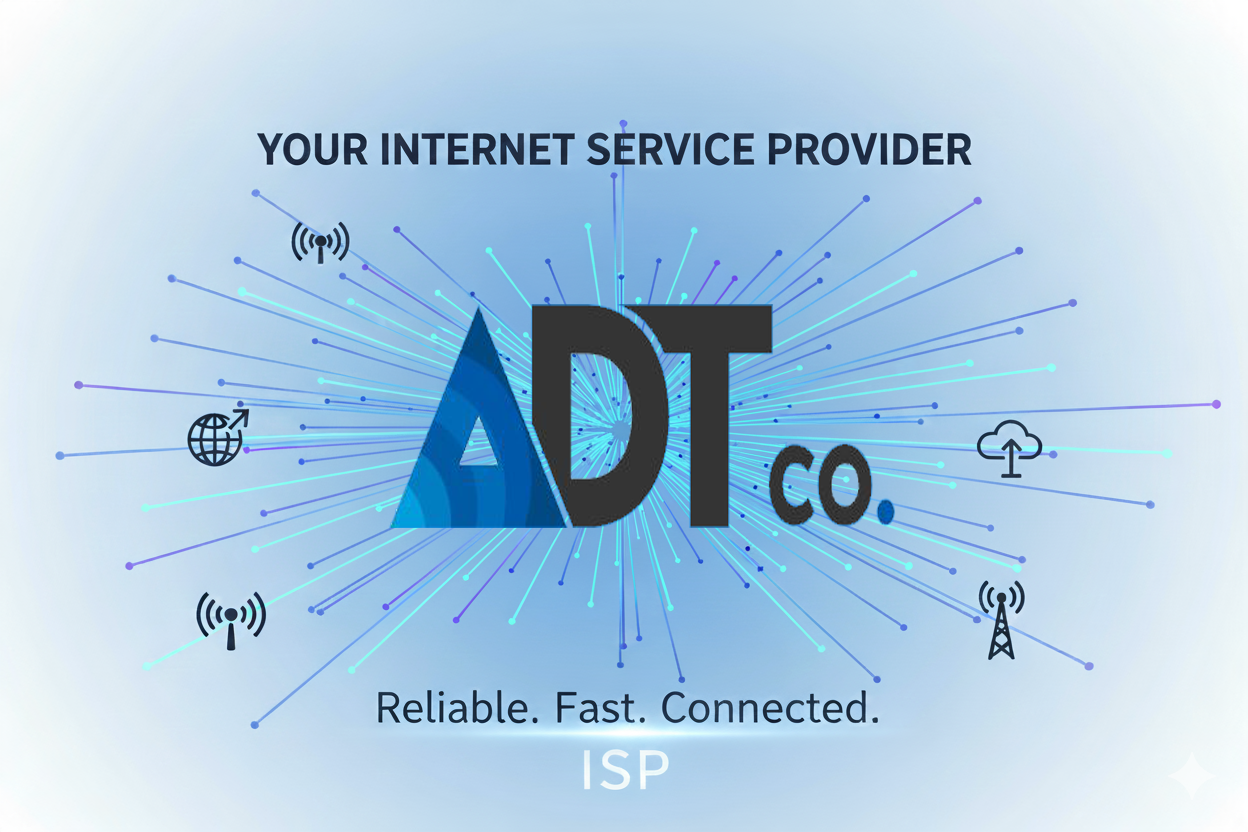 YOUR INTERNET SERVICE PROVIDER
ADT co.
Reliable. Fast. Connected.
ISP